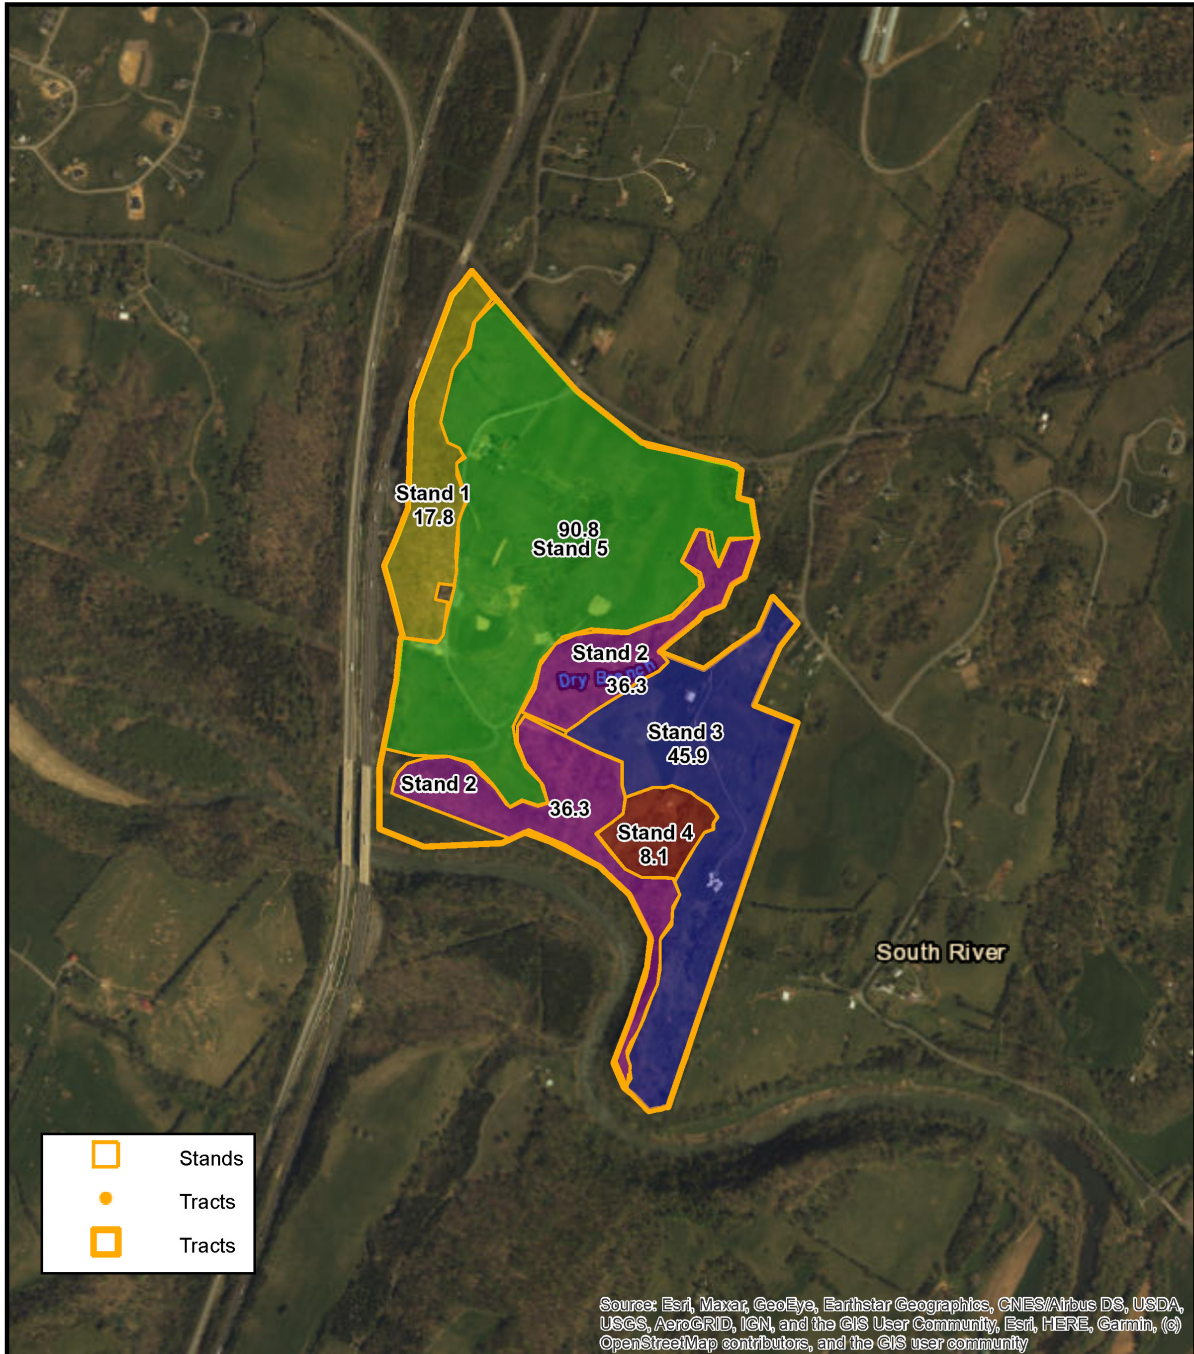 Stand 1
17.8
90.8
Stand 5
Stand 2
Dry Branch
36.3
Stand 3
45.9
Stand 2
36.3
Stand 4
8.1
South River
Stands
Tracts
Tracts
Source: Esri, Maxar, GeoEye, Earthstar Geographics, CNES/Airbus DS, USDA,
USGS, AeroGRID, IGN, and the GIS User Community, Esri, HERE, Garmin, (c)
OpenStreetMap contributors, and the GIS user community